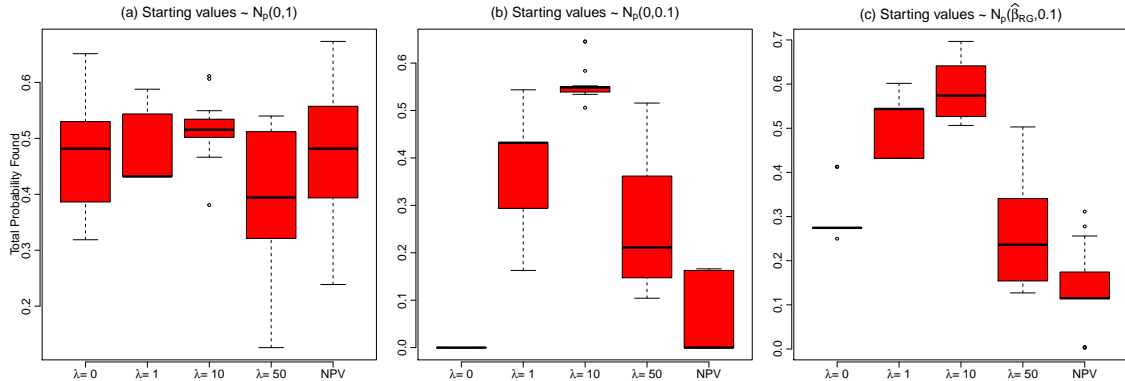 (a) Starting values ~ Nₚ(0,1)
Total Probability Found
0.6
0.5
0.4
0.3
0.2
λ= 0
λ= 1
λ= 10
λ= 50
NPV
(b) Starting values ~ Nₚ(0,0.1)
0.6
0.5
0.4
0.3
0.2
0.1
0.0
λ= 0
λ= 1
λ= 10
λ= 50
NPV
(c) Starting values ~ Nₚ(β̂_RG,0.1)
0.7
0.6
0.5
0.4
0.3
0.2
0.1
0.0
λ= 0
λ= 1
λ= 10
λ= 50
NPV